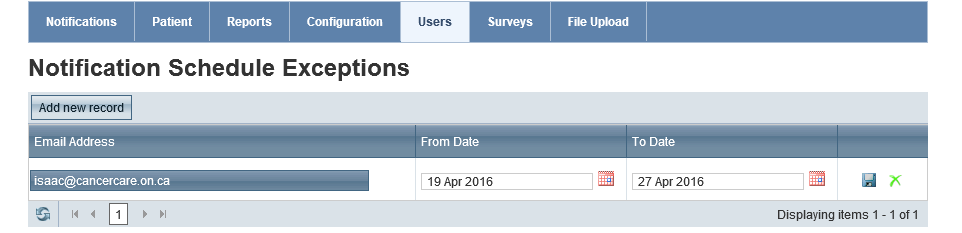 Notifications Patient Reports Configuration Users Surveys File Upload
Notification Schedule Exceptions
Add new record
Email Address From Date To Date
isaac@cancercare.on.ca 19 Apr 2016 27 Apr 2016
1 Displaying items 1 - 1 of 1